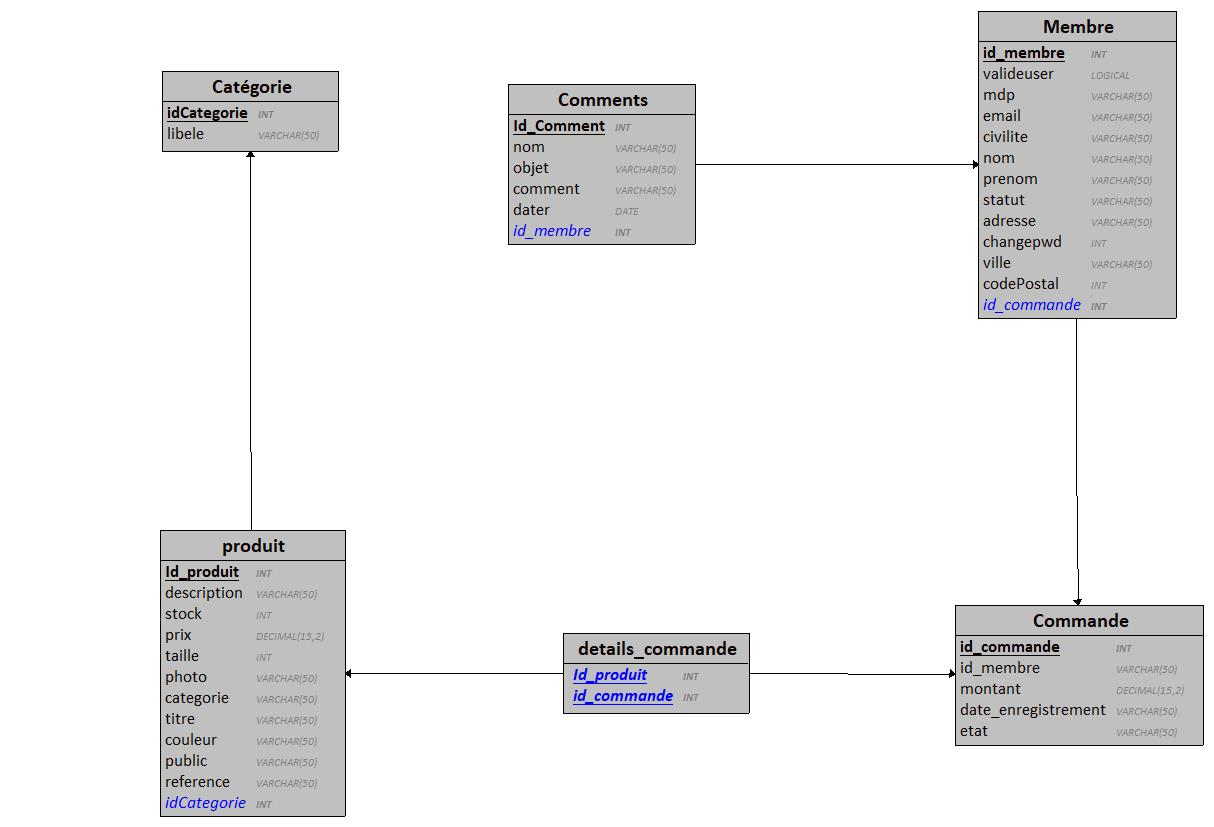 Catégorie
idCategorie INT
libele VARCHAR(50)
Comments
Id_Comment INT
nom VARCHAR(50)
objet VARCHAR(50)
comment VARCHAR(50)
dater DATE
id_membre INT
Membre
id_membre INT
valideuser LOGICAL
mdp VARCHAR(50)
email VARCHAR(50)
civilite VARCHAR(50)
nom VARCHAR(50)
prenom VARCHAR(50)
statut VARCHAR(50)
adresse VARCHAR(50)
changepwd INT
ville VARCHAR(50)
codePostal INT
id_commande INT
produit
Id_produit INT
description VARCHAR(50)
stock INT
prix DECIMAL(15,2)
taille INT
photo VARCHAR(50)
categorie VARCHAR(50)
titre VARCHAR(50)
couleur VARCHAR(50)
public VARCHAR(50)
reference VARCHAR(50)
idCategorie INT
details_commande
Id_produit INT
id_commande INT
Commande
id_commande INT
id_membre VARCHAR(50)
montant DECIMAL(15,2)
date_enregistrement VARCHAR(50)
etat VARCHAR(50)